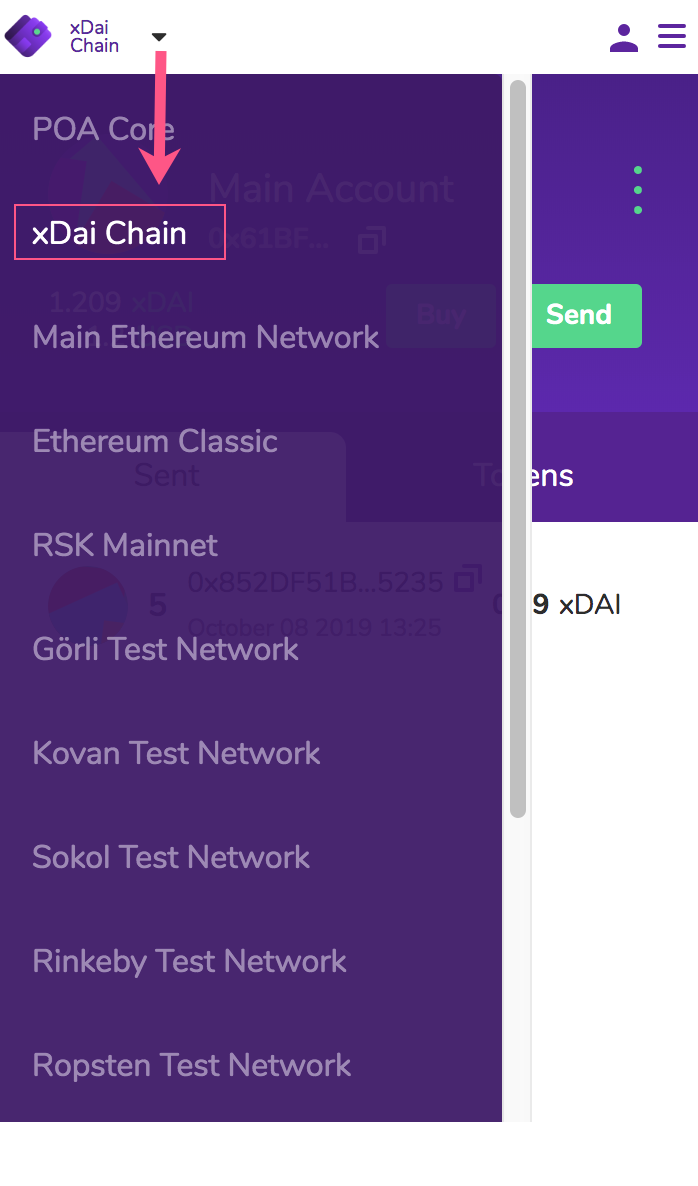 xDai
Chain
POA Core
Main Account
xDai Chain
0x61BF...
1.209 xDAI
Buy
Send
Main Ethereum Network
Ethereum Classic
Sent
Tokens
RSK Mainnet
5
0x852DF51B...5235
9 xDAI
October 08 2019 13:25
Görli Test Network
Kovan Test Network
Sokol Test Network
Rinkeby Test Network
Ropsten Test Network